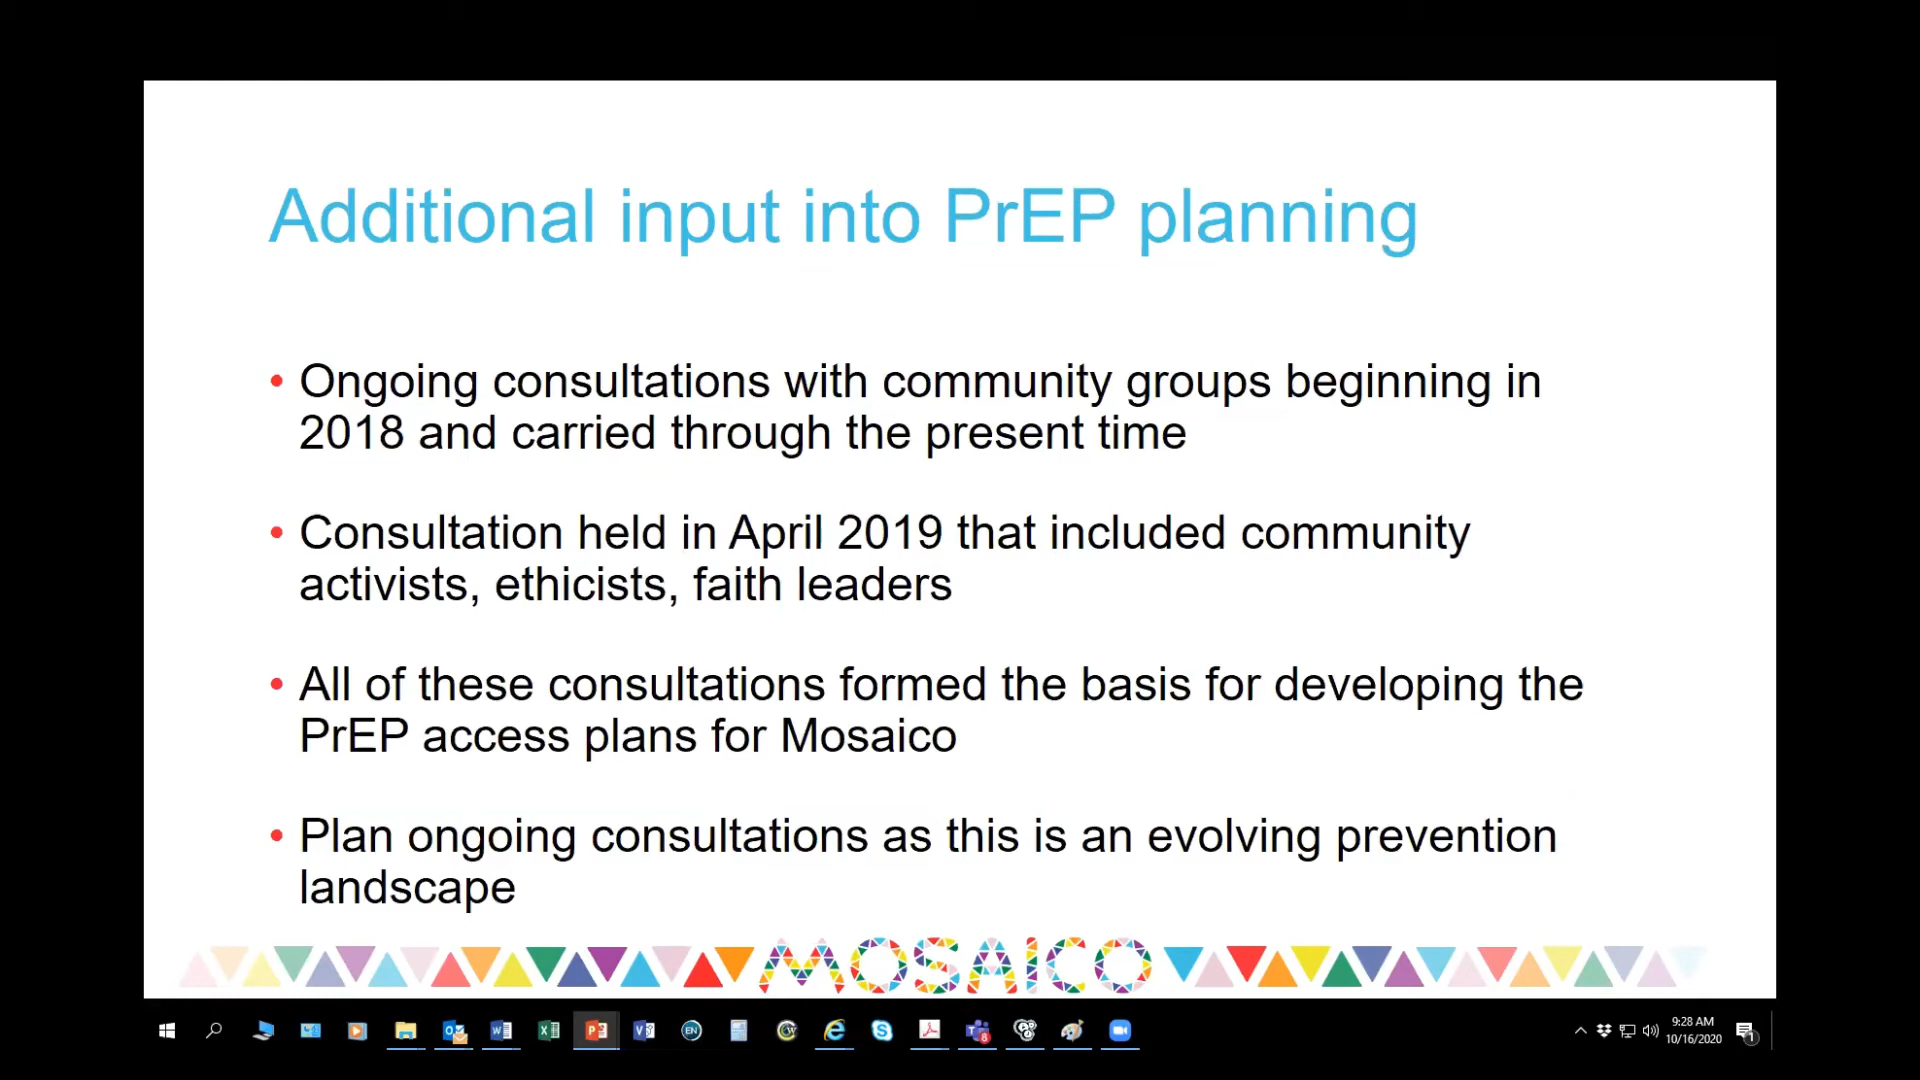 Additional input into PrEP planning
• Ongoing consultations with community groups beginning in
2018 and carried through the present time
• Consultation held in April 2019 that included community
activists, ethicists, faith leaders
• All of these consultations formed the basis for developing the
PrEP access plans for Mosaico
• Plan ongoing consultations as this is an evolving prevention
landscape
MOSAICO
EN
8
9:28 AM
10/16/2020
1